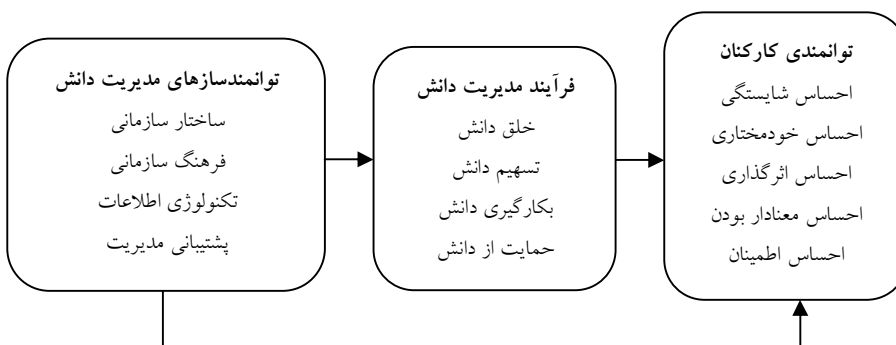 توانمندسازهای مدیریت دانش
ساختار سازمانی
فرهنگ سازمانی
تکنولوژی اطلاعات
پشتیبانی مدیریت
فرآیند مدیریت دانش
خلق دانش
تسهیم دانش
بکارگیری دانش
حمایت از دانش
توانمندی کارکنان
احساس شایستگی
احساس خودمختاری
احساس اثرگذاری
احساس معنادار بودن
احساس اطمینان